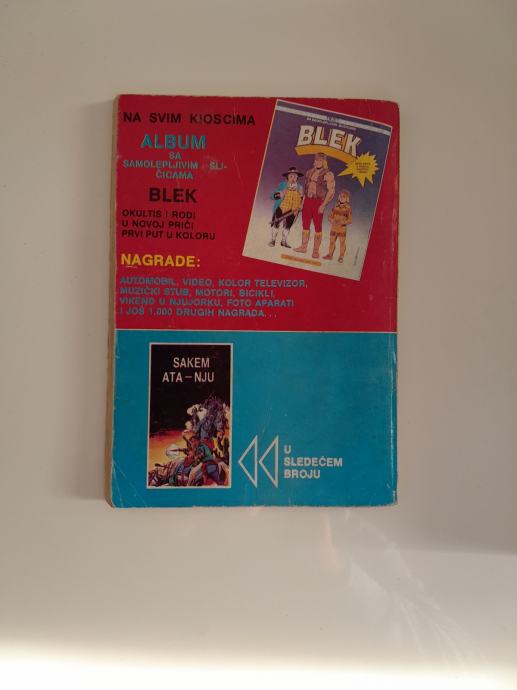 NA SVIM KIOSCIMA
ALBUM
SA
SAMOLEPLJIVIM SLI-
ČICAMA
BLEK
OKULTIS I RODI
U NOVOJ PRIČI
PRVI PUT U KOLORU
BLEK
NAGRADE:
AUTOMOBIL, VIDEO, KOLOR TELEVIZOR,
MUZIČKI STUB, MOTORI, BICIKLI,
VIKEND U NJUJORKU, FOTO APARATI
I JOŠ 1.000 DRUGIH NAGRADA...
SAKEM
ATA – NJU
U
SLEDEĆEM
BROJU